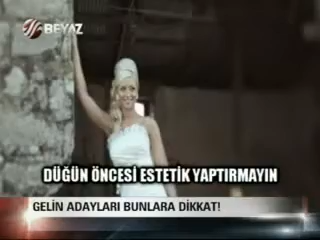 BEYAZ
DÜĞÜN ÖNCESİ ESTETİK YAPTIRMAYIN
GELİN ADAYLARI BUNLARA DİKKAT!